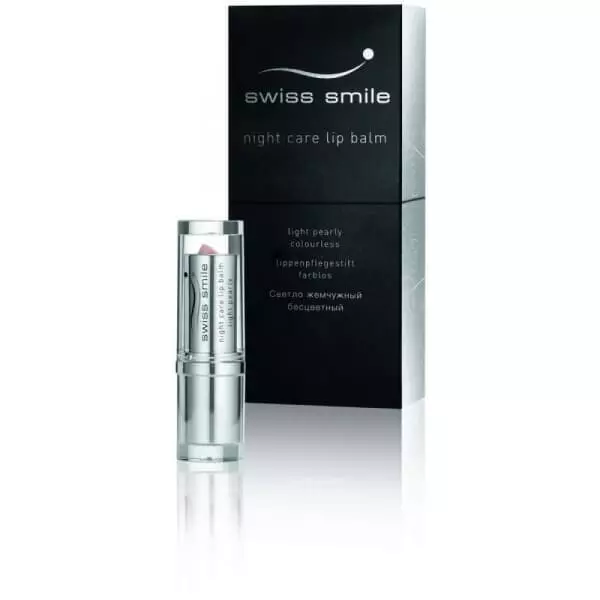 swiss smile
night care lip balm
light pearly
colourless
lippenpflegestift
farblos
Светло жемчужный
бесцветный
swiss smile
night care lip balm
light pearly